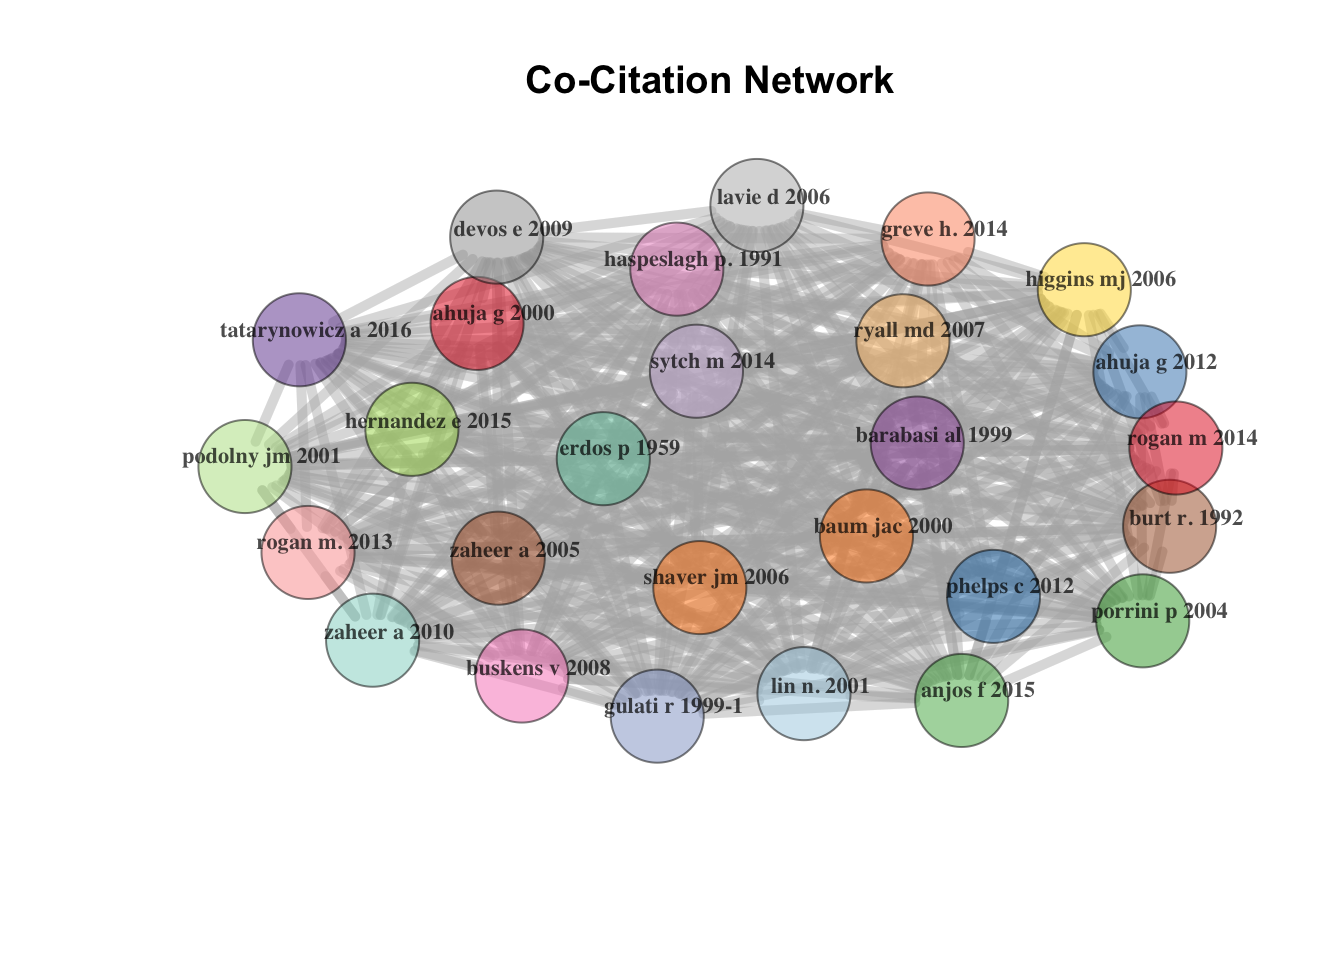 Co-Citation Network
lavie d 2006
devos e 2009
greve h. 2014
haspeslagh p. 1991
higgins mj 2006
ahuja g 2000
tatarynowicz a 2016
ryall md 2007
sytch m 2014
ahuja g 2012
hernandez e 2015
barabasi al 1999
rogan m 2014
erdos p 1959
podolny jm 2001
burt r. 1992
baum jac 2000
rogan m. 2013
zaheer a 2005
shaver jm 2006
phelps c 2012
porrini p 2004
zaheer a 2010
buskens v 2008
lin n. 2001
anjos f 2015
gulati r 1999-1